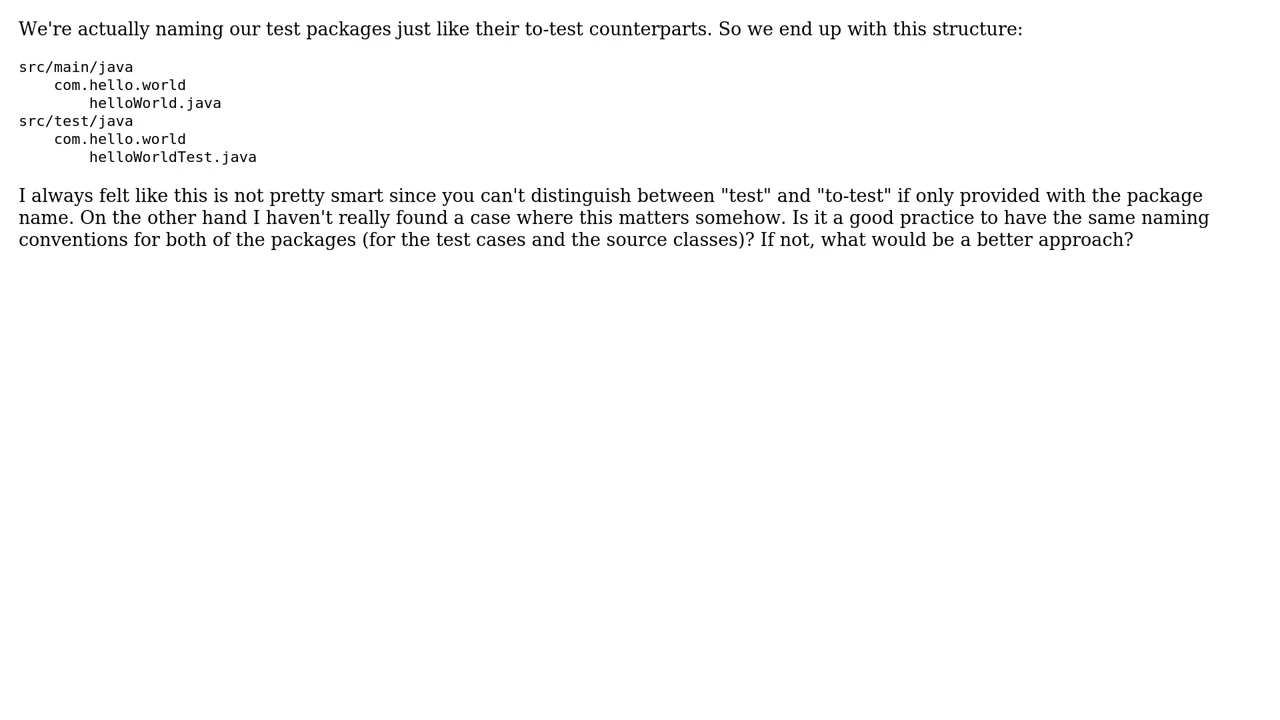 We're actually naming our test packages just like their to-test counterparts. So we end up with this structure:
src/main/java
    com.hello.world
        helloWorld.java
src/test/java
    com.hello.world
        helloWorldTest.java
I always felt like this is not pretty smart since you can't distinguish between "test" and "to-test" if only provided with the package
name. On the other hand I haven't really found a case where this matters somehow. Is it a good practice to have the same naming
conventions for both of the packages (for the test cases and the source classes)? If not, what would be a better approach?